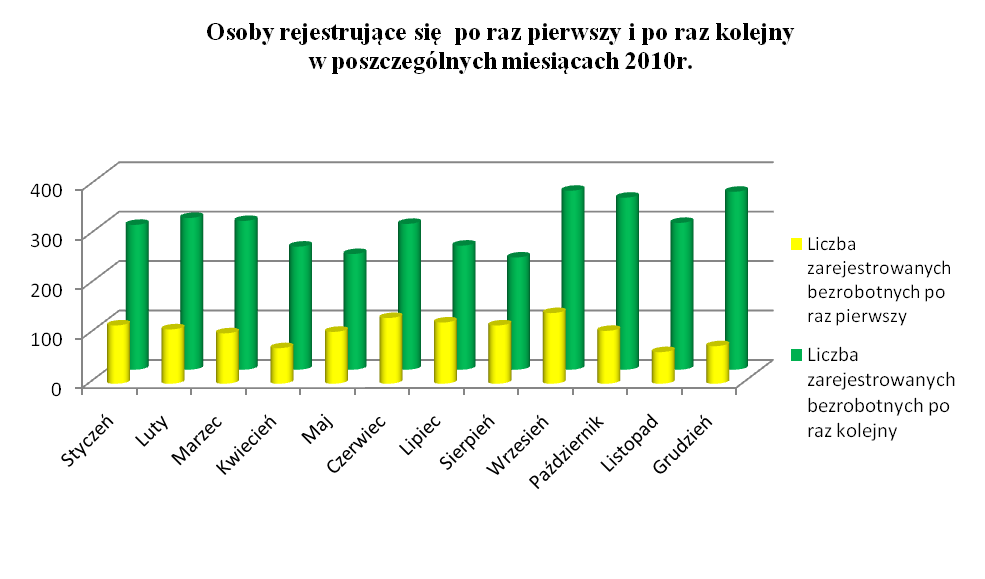 Osoby rejestrujące się  po raz pierwszy i po raz kolejny
w poszczególnych miesiącach 2010r.
400
300
200
100
0
Styczeń
Luty
Marzec
Kwiecień
Maj
Czerwiec
Lipiec
Sierpień
Wrzesień
Październik
Listopad
Grudzień
Liczba
zarejestrowanych
bezrobotnych po
raz pierwszy
Liczba
zarejestrowanych
bezrobotnych po
raz kolejny